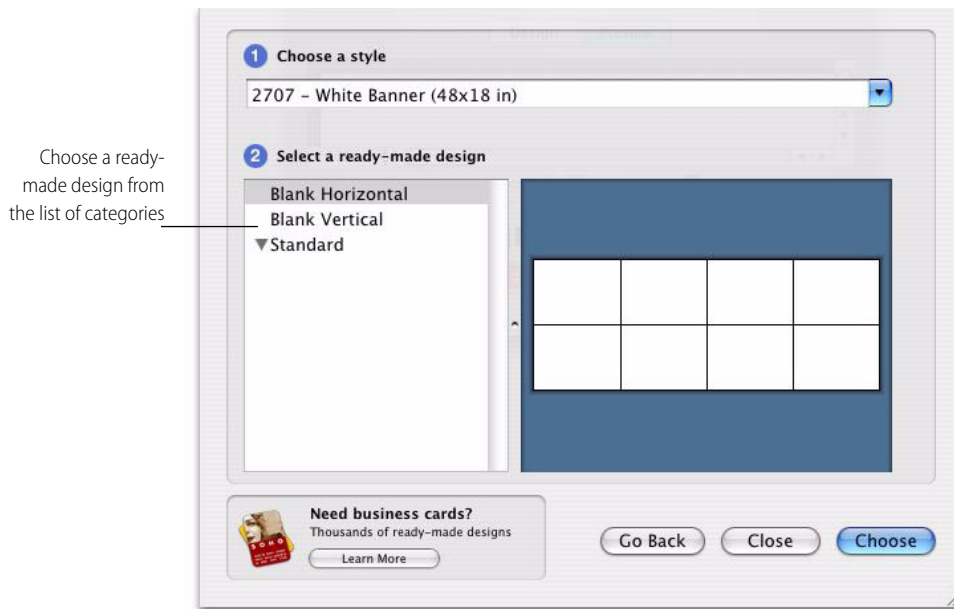 1 Choose a style
2707 – White Banner (48x18 in)
Choose a ready-
made design from
the list of categories
2 Select a ready-made design
Blank Horizontal
Blank Vertical
Standard
Need business cards?
Thousands of ready-made designs
Learn More
Go Back
Close
Choose
SOHO